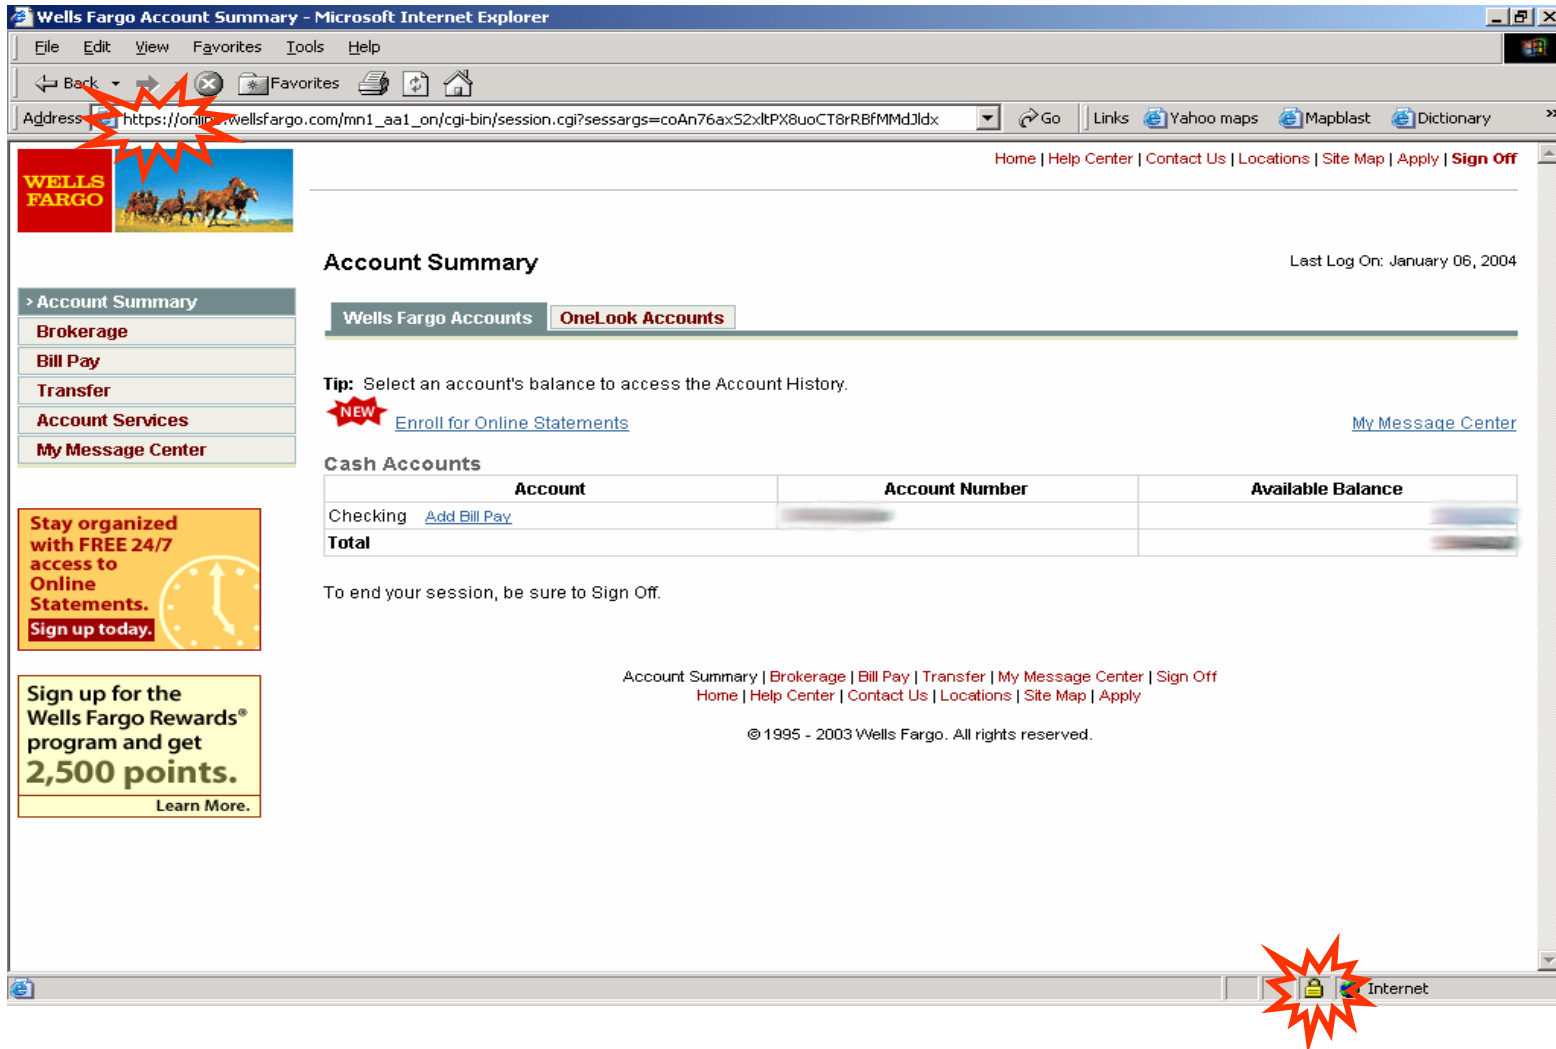 Wells Fargo Account Summary - Microsoft Internet Explorer
File Edit View Favorites Tools Help
Back Favorites
Address https://online.wellsfargo.com/mn1_aa1_on/cgi-bin/session.cgi?sessargs=coAn76axS2xltPX8uoCT8rRBfMMdJldx Go Links Yahoo maps Mapblast Dictionary »
WELLS
FARGO
Home | Help Center | Contact Us | Locations | Site Map | Apply | Sign Off
Account Summary
Last Log On: January 06, 2004
> Account Summary
Brokerage
Bill Pay
Transfer
Account Services
My Message Center
Wells Fargo Accounts OneLook Accounts
Tip: Select an account's balance to access the Account History.
NEW Enroll for Online Statements My Message Center
Cash Accounts
Account Account Number Available Balance
Checking Add Bill Pay
Total
To end your session, be sure to Sign Off.
Stay organized
with FREE 24/7
access to
Online
Statements.
Sign up today.
Sign up for the
Wells Fargo Rewards®
program and get
2,500 points.
Learn More.
Account Summary | Brokerage | Bill Pay | Transfer | My Message Center | Sign Off
Home | Help Center | Contact Us | Locations | Site Map | Apply
© 1995 - 2003 Wells Fargo. All rights reserved.
Internet